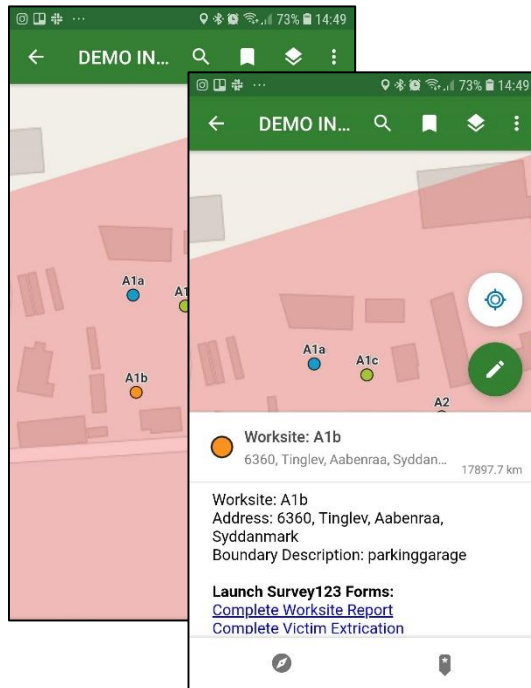 73% 14:49
DEMO IN...
A1a
A1
A1b
73% 14:49
DEMO IN...
A1a
A1c
A2
Worksite: A1b
6360, Tinglev, Aabenraa, Syddan...
17897.7 km
Worksite: A1b
Address: 6360, Tinglev, Aabenraa,
Syddanmark
Boundary Description: parkinggarage
Launch Survey123 Forms:
Complete Worksite Report
Complete Victim Extrication